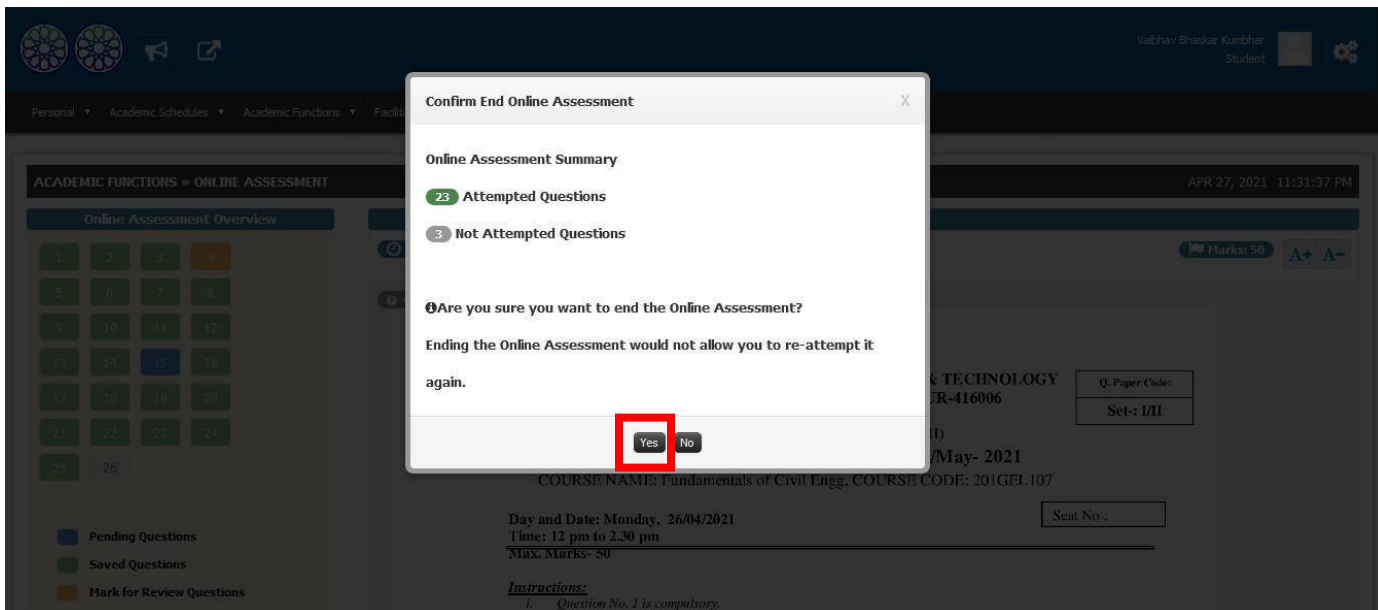 Vaibhav Bhaskar Kumbhar
Student
Personal Academic Schedules Academic Functions
Confirm End Online Assessment X
Online Assessment Summary
23 Attempted Questions
3 Not Attempted Questions
Are you sure you want to end the Online Assessment?
Ending the Online Assessment would not allow you to re-attempt it
again.
Yes No
ACADEMIC FUNCTIONS » ONLINE ASSESSMENT
APR 27, 2021 11:31:37 PM
Online Assessment Overview
1 2 3 4
5 6 7 8
9 10 11 12
13 14 15 16
17 18 19 20
21 22 23 24
25 26
Pending Questions
Saved Questions
Mark for Review Questions
Marks: 50 A+ A-
& TECHNOLOGY
Q. Paper Code:
UR-416006
Set-: I/II
/May- 2021
COURSE NAME: Fundamentals of Civil Engg, COURSE CODE: 201GEL107
Day and Date: Monday, 26/04/2021
Seat No :
Time: 12 pm to 2.30 pm
Max. Marks- 50
Instructions:
i. Question No. 1 is compulsory.